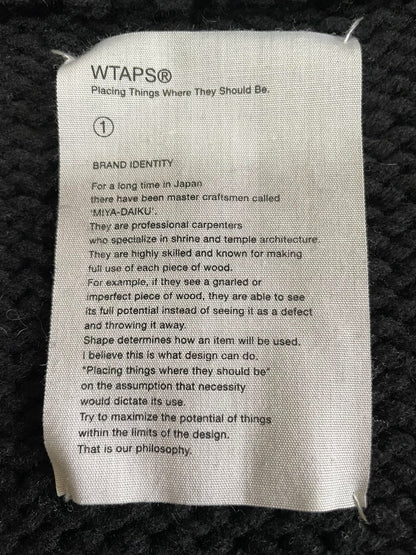 WTAPS®
Placing Things Where They Should Be.
①
BRAND IDENTITY
For a long time in Japan
there have been master craftsmen called
'MIYA-DAIKU'.
They are professional carpenters
who specialize in shrine and temple architecture.
They are highly skilled and known for making
full use of each piece of wood.
For example, if they see a gnarled or
imperfect piece of wood, they are able to see
its full potential instead of seeing it as a defect
and throwing it away.
Shape determines how an item will be used.
I believe this is what design can do.
"Placing things where they should be"
on the assumption that necessity
would dictate its use.
Try to maximize the potential of things
within the limits of the design.
That is our philosophy.